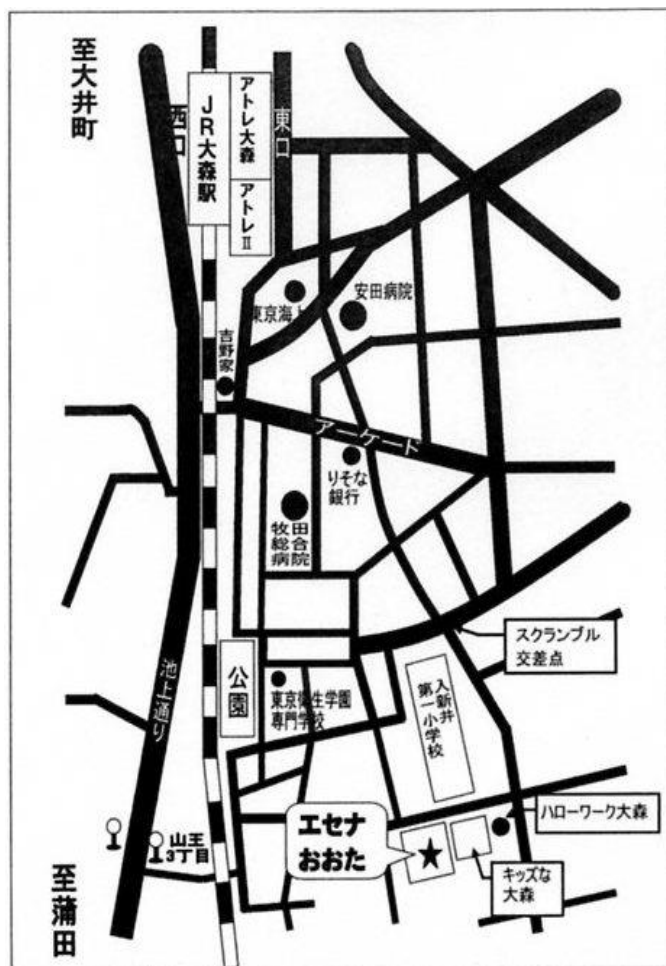 至大井町
西口
JR大森駅
アトレ大森
アトレⅡ
東口
東京海上
安田病院
吉野家
アーケード
りそな
銀行
牧田
総合
病院
スクランブル
交差点
池上通り
公園
東京衛生学園
専門学校
入新井
第一小学校
ハローワーク大森
エセナ
おおた
キッズな
大森
山王
3丁目
至蒲田